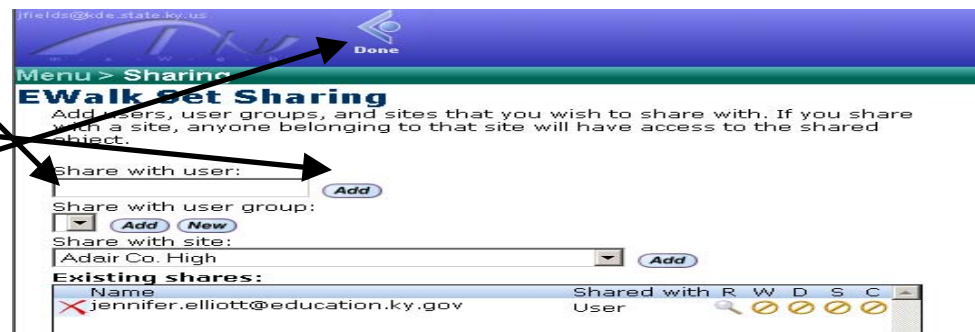 jfields@kde.state.ky.us
Done
m - w - e - b
Menu > Sharing
EWalk Set Sharing
Add users, user groups, and sites that you wish to share with. If you share
with a site, anyone belonging to that site will have access to the shared
object.
Share with user:
Add
Share with user group:
Add New
Share with site:
Adair Co. High Add
Existing shares:
Name Shared with R W D S C
jennifer.elliott@education.ky.gov User